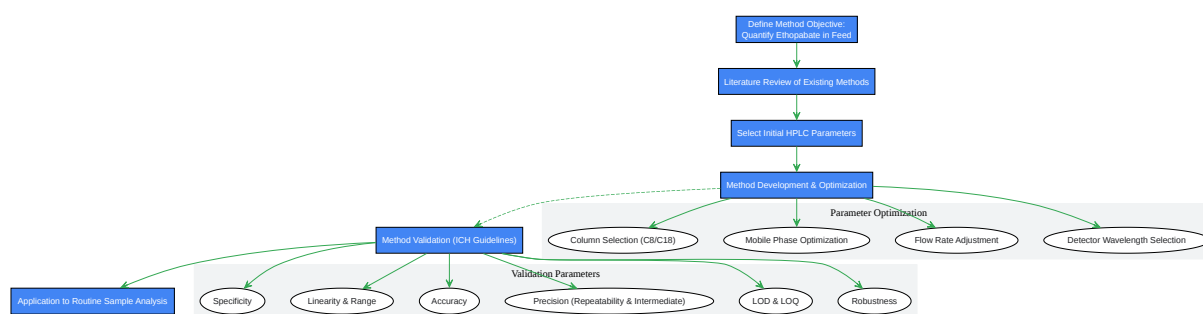 Define Method Objective:
Quantify Ethopabate in Feed
Literature Review of Existing Methods
Select Initial HPLC Parameters
Method Development & Optimization
Parameter Optimization
Column Selection (C8/C18)
Mobile Phase Optimization
Flow Rate Adjustment
Detector Wavelength Selection
Method Validation (ICH Guidelines)
Validation Parameters
Application to Routine Sample Analysis
Specificity
Linearity & Range
Accuracy
Precision (Repeatability & Intermediate)
LOD & LOQ
Robustness